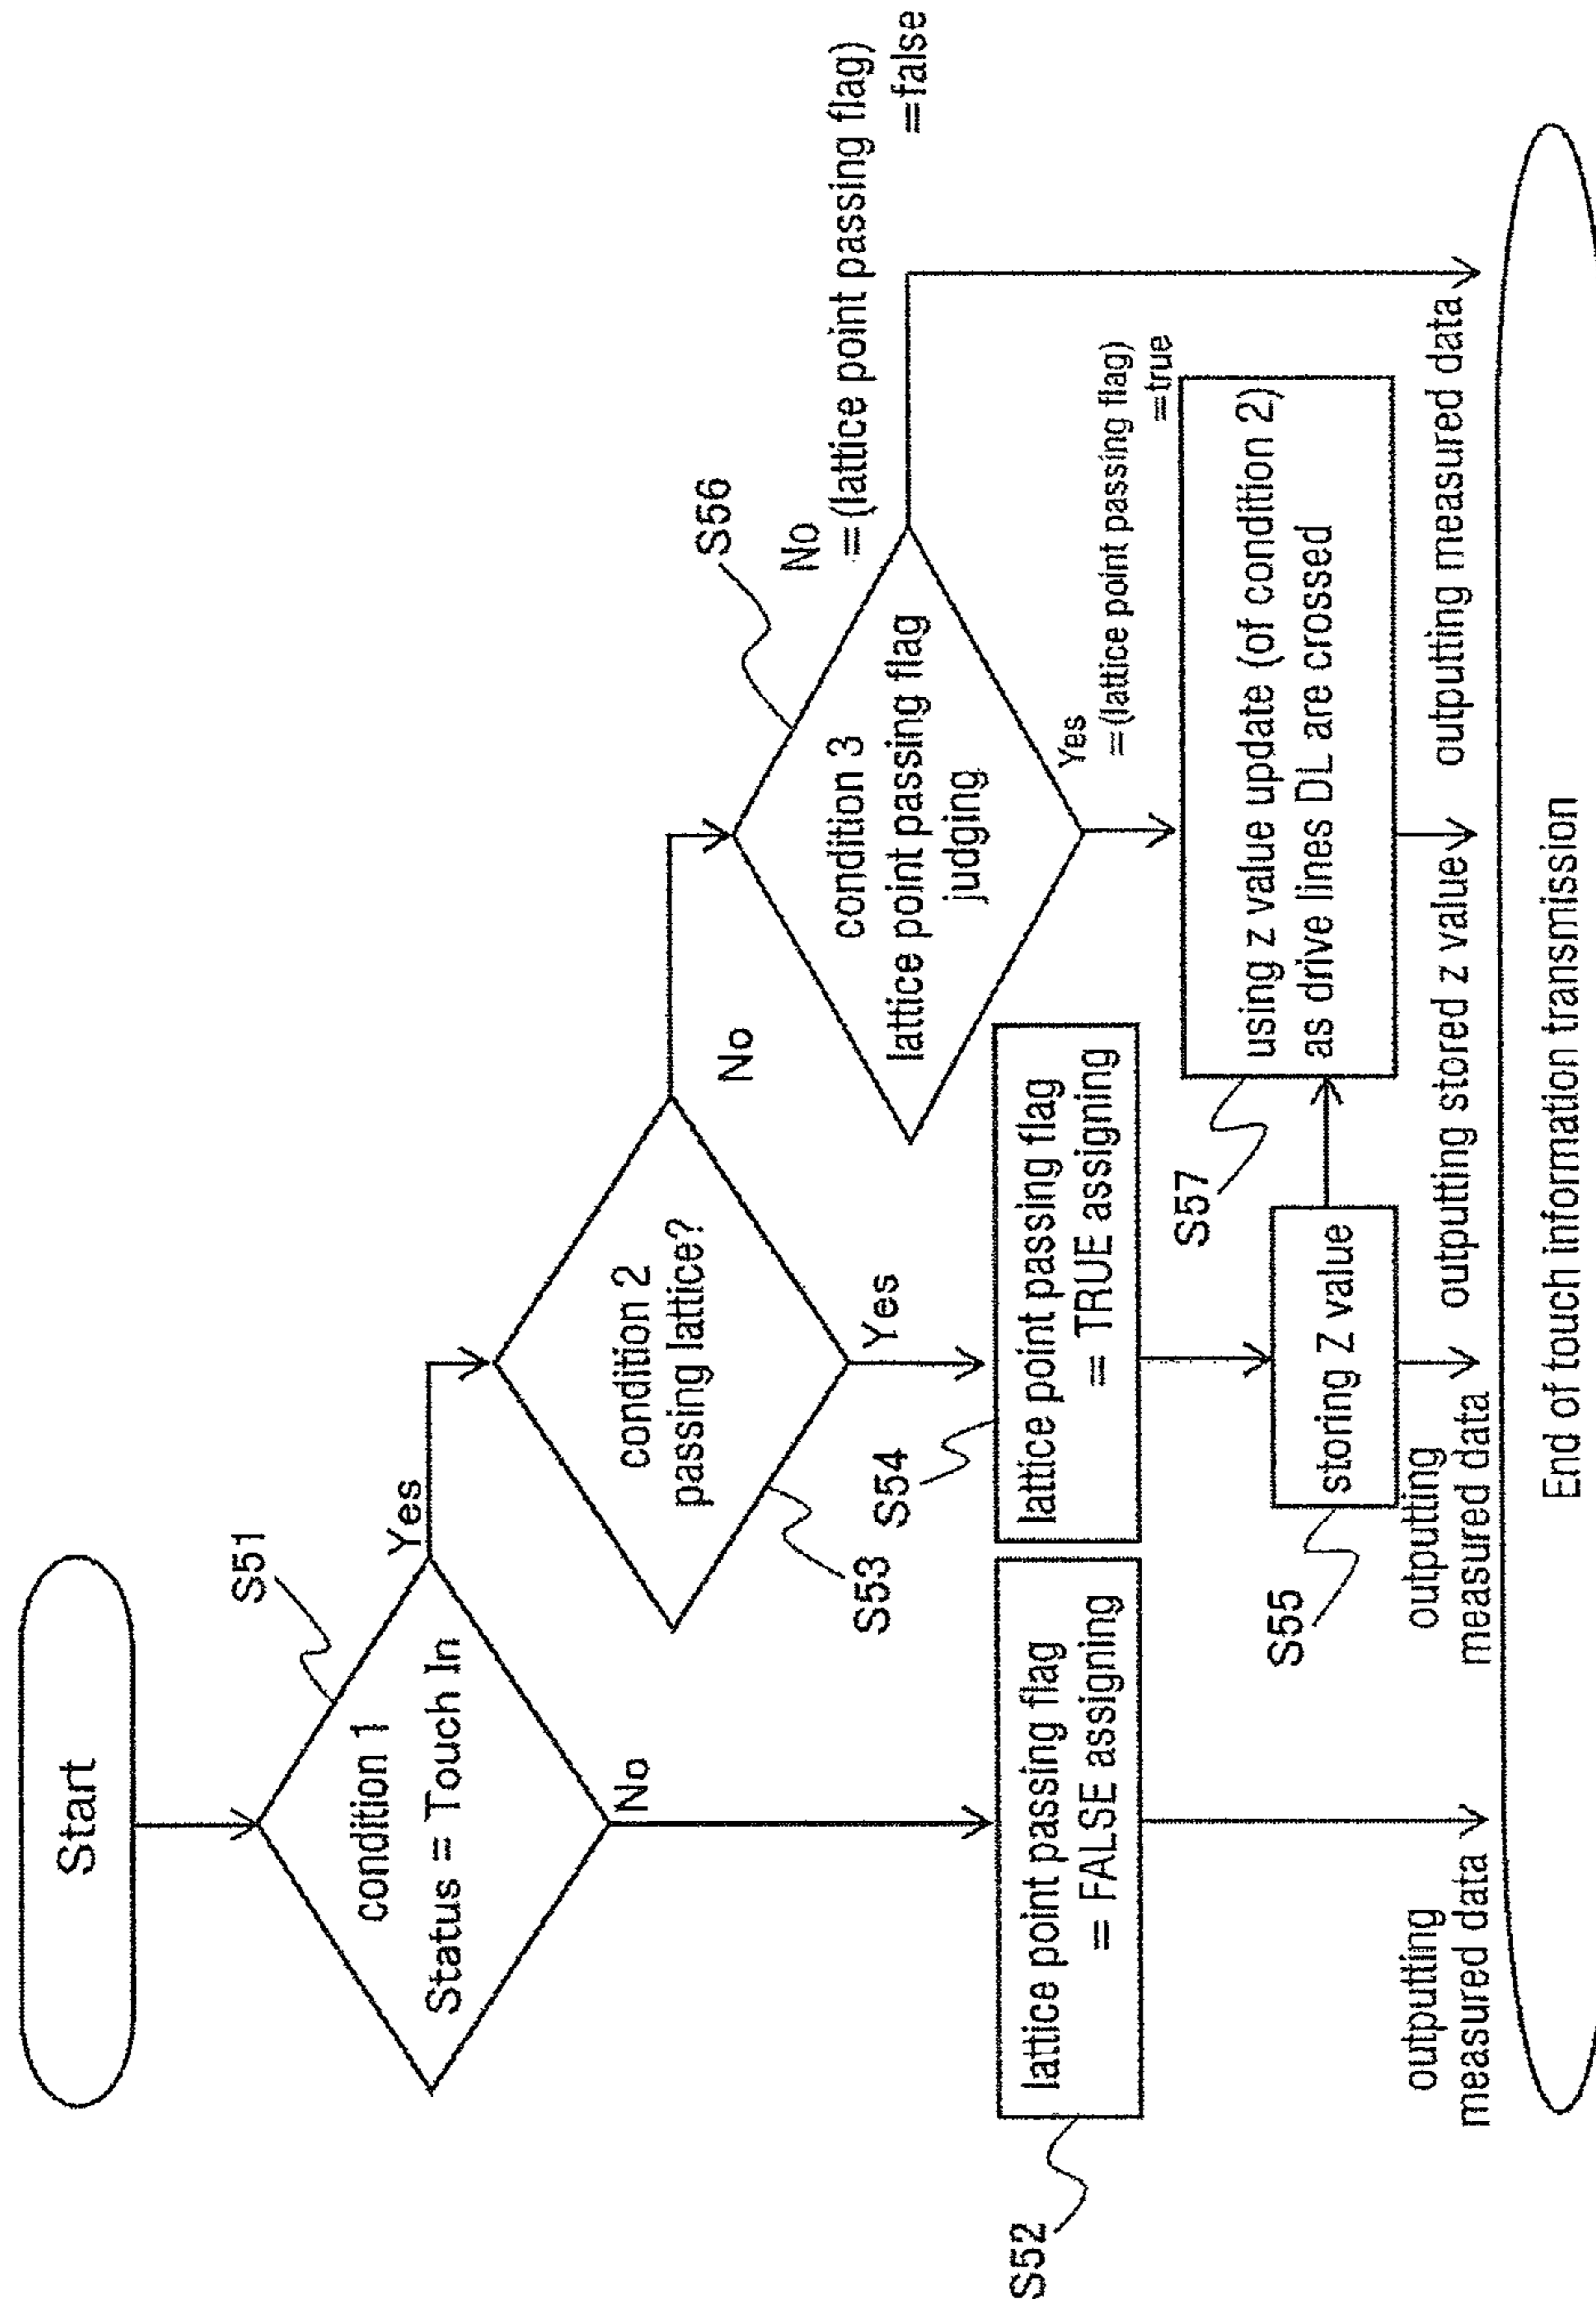 Start
S51
condition 1
Status = Touch In
Yes
No
condition 2
passing lattice?
No
Yes
S53
S56
condition 3
lattice point passing flag
judging
No
=(lattice point passing flag)
=false
Yes
=(lattice point passing flag)
=true
S52
lattice point passing flag
= FALSE assigning
S54
lattice point passing flag
= TRUE assigning
S57
using z value update (of condition 2)
as drive lines DL are crossed
S55
storing Z value
outputting
measured data
outputting
measured data
outputting stored z value
outputting measured data
End of touch information transmission